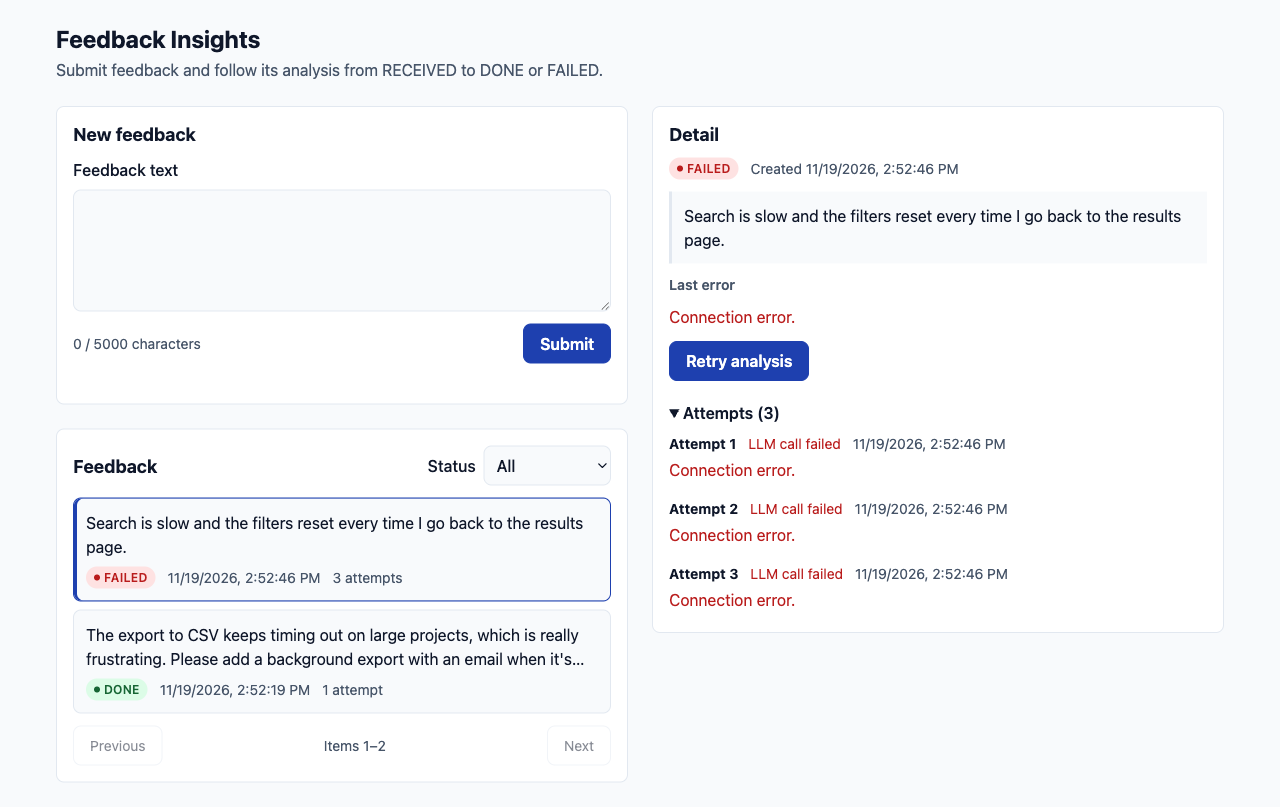 Feedback Insights
Submit feedback and follow its analysis from RECEIVED to DONE or FAILED.
New feedback
Feedback text
0 / 5000 characters
Submit
Feedback
Status
All
Search is slow and the filters reset every time I go back to the results
page.
FAILED 11/19/2026, 2:52:46 PM 3 attempts
The export to CSV keeps timing out on large projects, which is really
frustrating. Please add a background export with an email when it's...
DONE 11/19/2026, 2:52:19 PM 1 attempt
Previous
Items 1–2
Next
Detail
FAILED Created 11/19/2026, 2:52:46 PM
Search is slow and the filters reset every time I go back to the results
page.
Last error
Connection error.
Retry analysis
Attempts (3)
Attempt 1 LLM call failed 11/19/2026, 2:52:46 PM
Connection error.
Attempt 2 LLM call failed 11/19/2026, 2:52:46 PM
Connection error.
Attempt 3 LLM call failed 11/19/2026, 2:52:46 PM
Connection error.